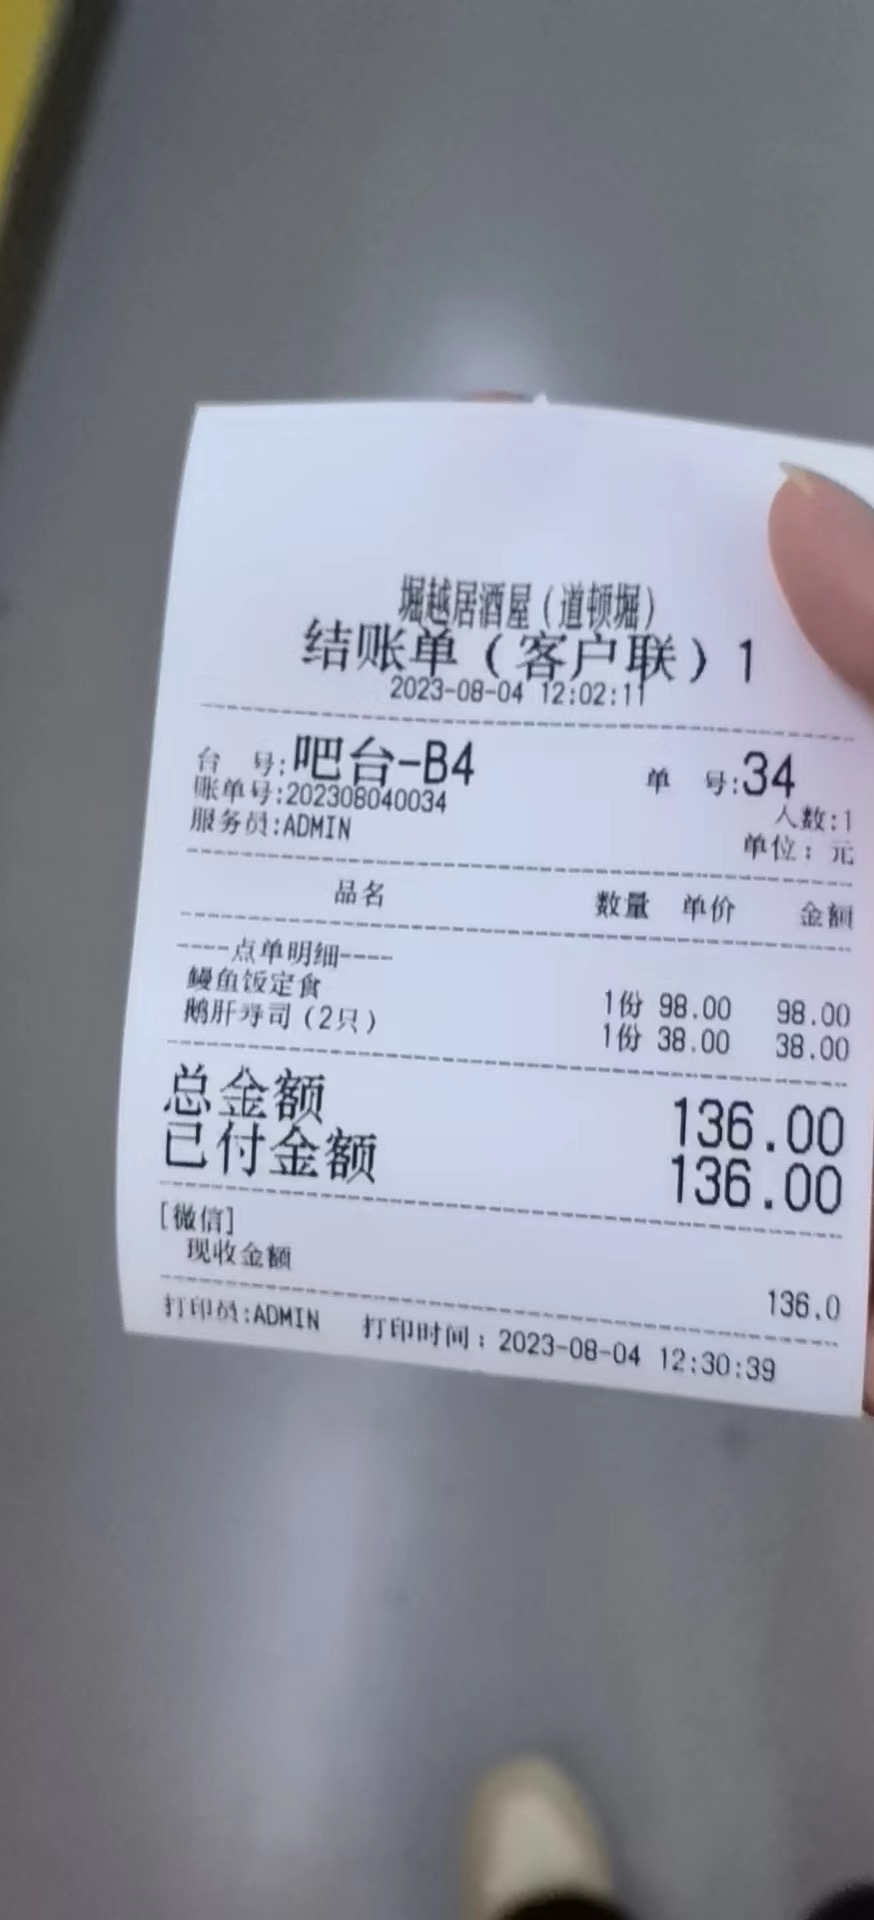 堀越居酒屋（道顿堀）
结账单（客户联）1
2023-08-04 12:02:11
台 号:吧台-B4 单 号:34
账单号:202308040034 人数:1
服务员:ADMIN 单位：元
品名 数量 单价 金额
----点单明细----
鳗鱼饭定食 1份 98.00 98.00
鹅肝寿司（2只） 1份 38.00 38.00
总金额 136.00
已付金额 136.00
[微信]
现收金额 136.0
打印员:ADMIN 打印时间：2023-08-04 12:30:39